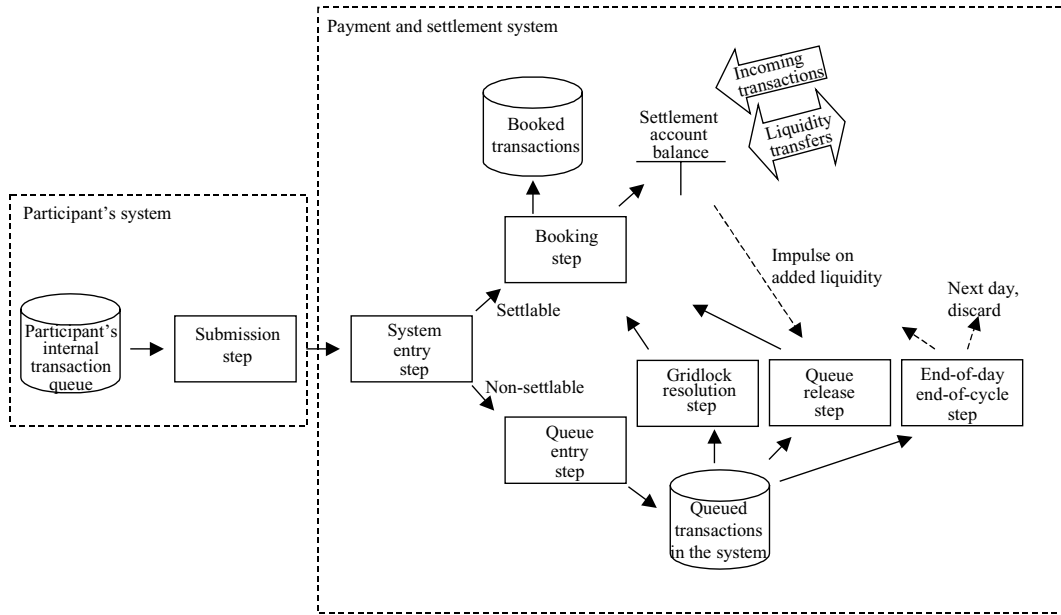 Payment and settlement system
Incoming
transactions
Liquidity
transfers
Booked
transactions
Settlement
account
balance
Participant's system
Booking
step
Impulse on
added liquidity
Next day,
discard
Participant's
internal
transaction
queue
Submission
step
System
entry
step
Settlable
Non-settlable
Gridlock
resolution
step
Queue
release
step
End-of-day
end-of-cycle
step
Queue
entry
step
Queued
transactions
in the system